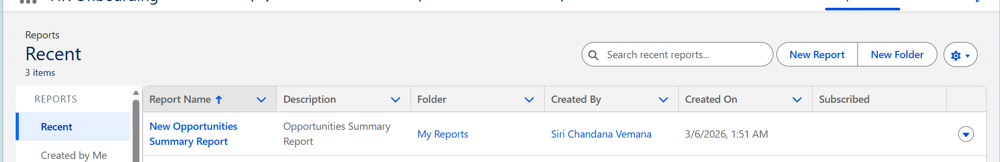 HR Onboarding
Reports
Recent
3 items
Search recent reports...
New Report
New Folder
REPORTS
Recent
Created by Me
Report Name
Description
Folder
Created By
Created On
Subscribed
New Opportunities
Summary Report
Opportunities Summary
Report
My Reports
Siri Chandana Vemana
3/6/2026, 1:51 AM